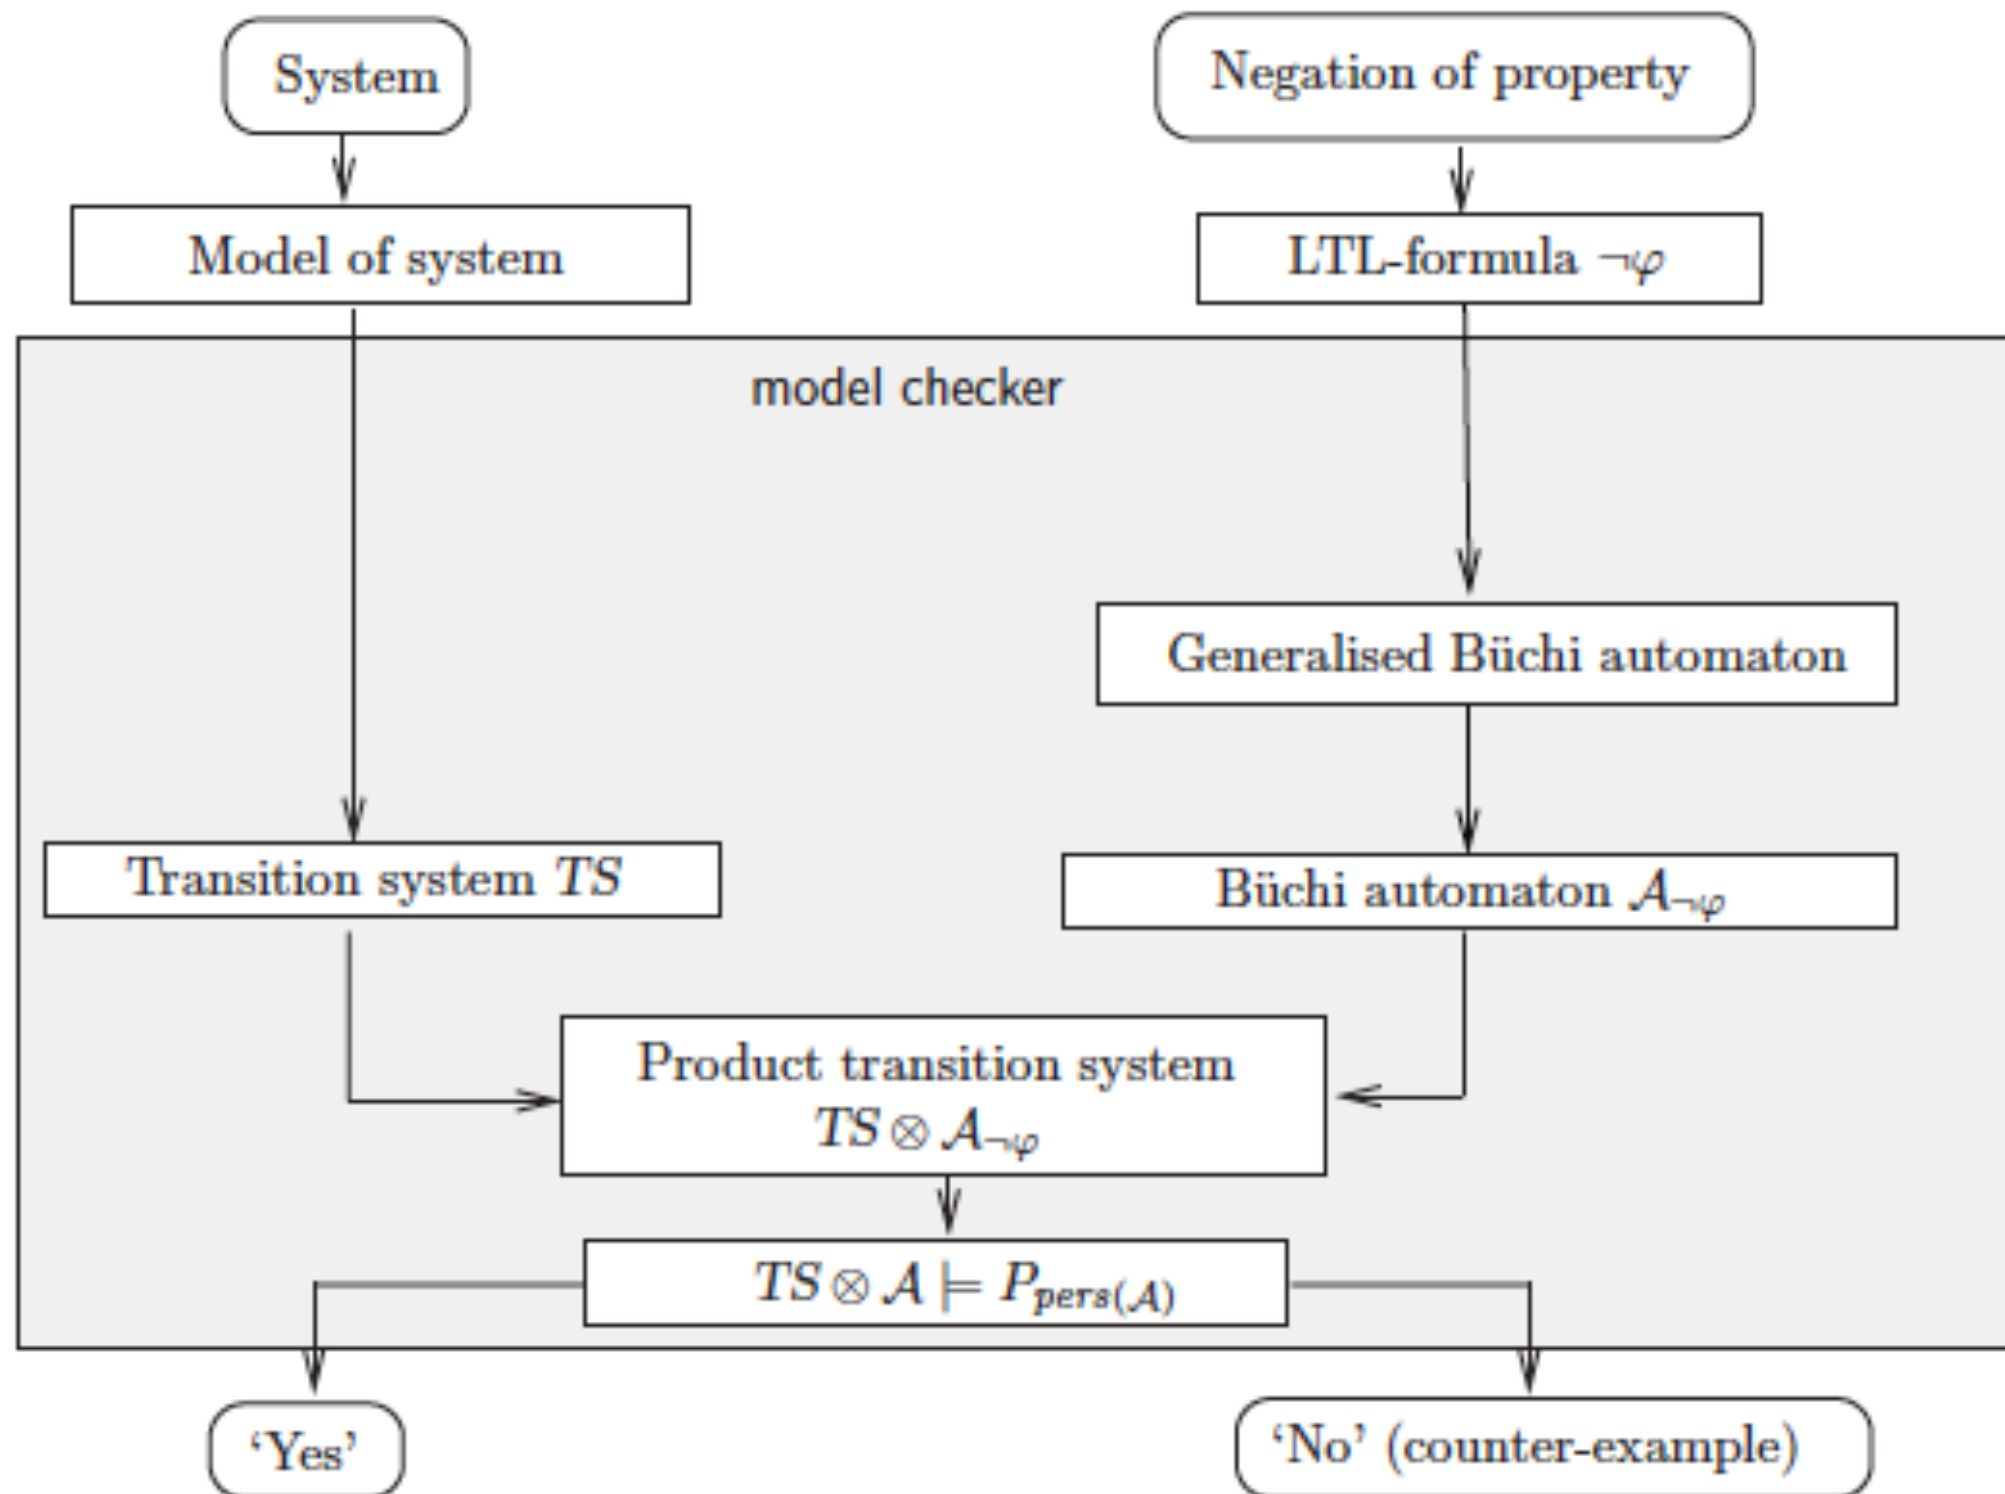 System
Negation of property
Model of system
LTL-formula ¬φ
model checker
Generalised Büchi automaton
Transition system TS
Büchi automaton 𝒜¬φ
Product transition system
TS ⊗ 𝒜¬φ
TS ⊗ 𝒜 ⊨ Ppers(𝒜)
‘Yes’
‘No’ (counter-example)